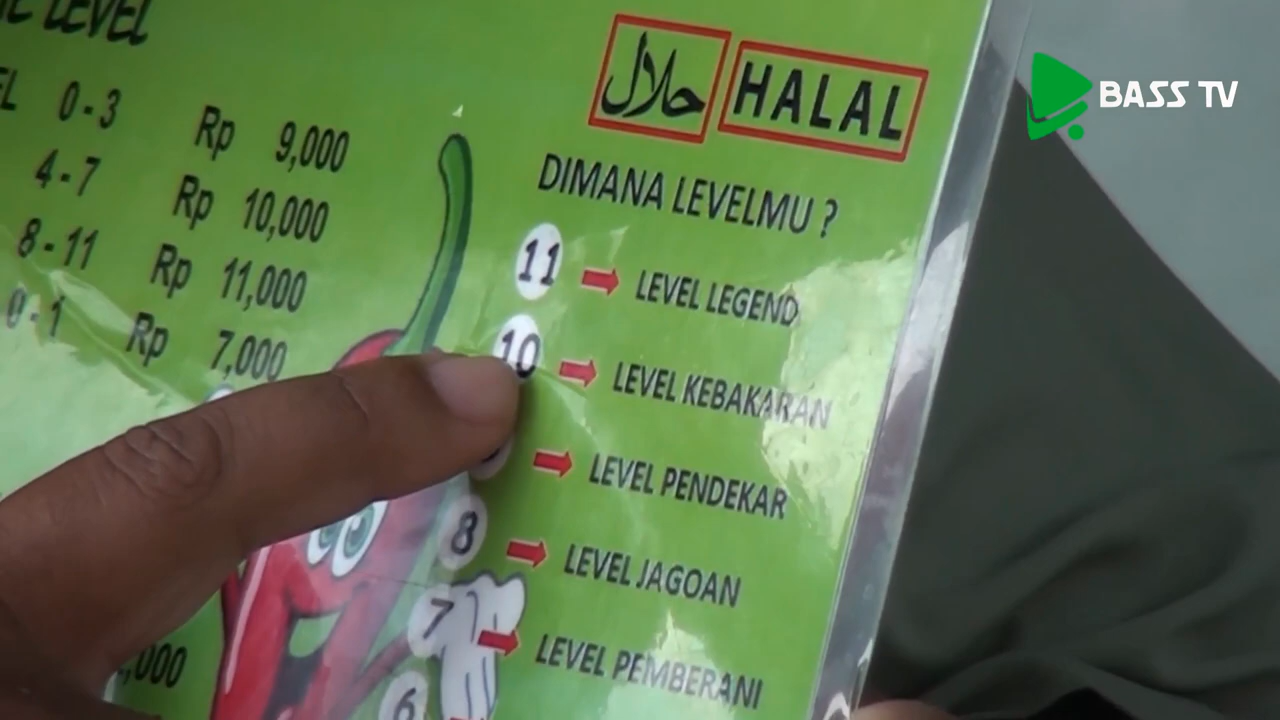 LEVEL
0 - 3 Rp 9,000
4 - 7 Rp 10,000
8 - 11 Rp 11,000
0 - 1 Rp 7,000
,000
حلال
HALAL
DIMANA LEVELMU ?
11 LEVEL LEGEND
10 LEVEL KEBAKARAN
LEVEL PENDEKAR
8 LEVEL JAGOAN
7 LEVEL PEMBERANI
6
BASS TV